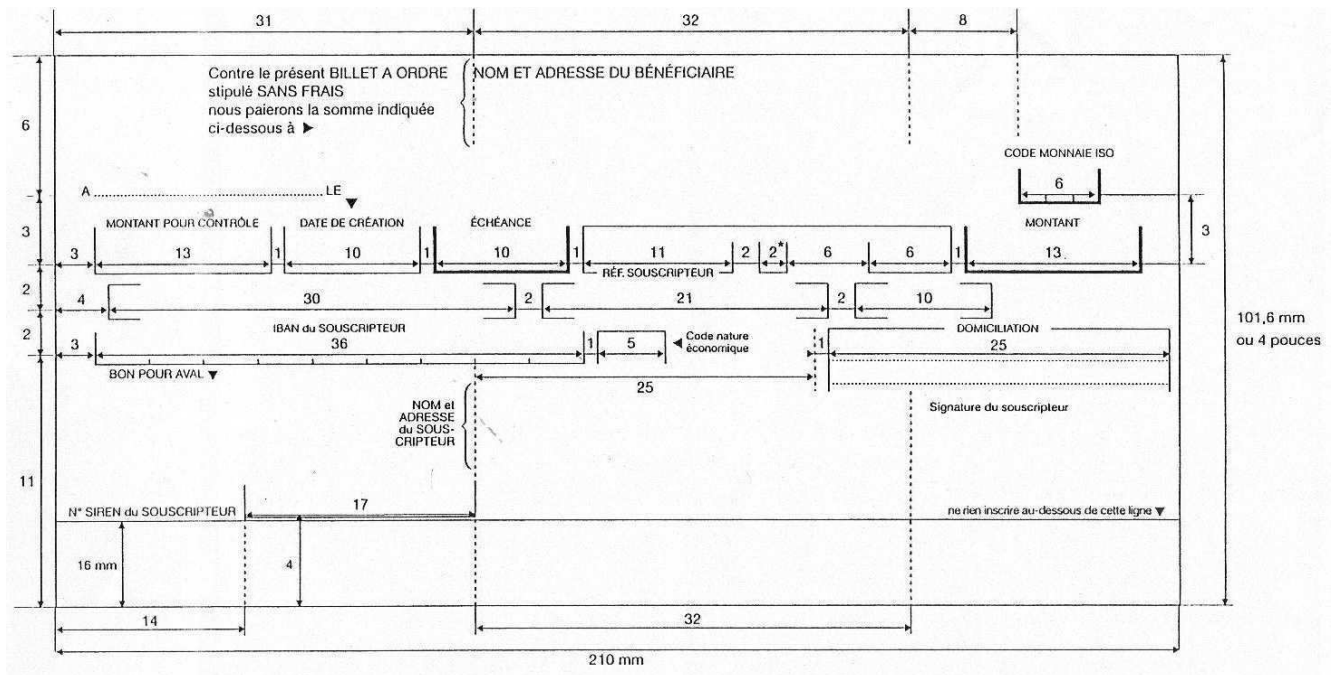 31 32 8
Contre le présent BILLET A ORDRE
stipulé SANS FRAIS
nous paierons la somme indiquée
ci-dessous à ►
NOM ET ADRESSE DU BÉNÉFICIAIRE
6
CODE MONNAIE ISO
6
A ........................ LE
▼
3
MONTANT POUR CONTRÔLE DATE DE CRÉATION ÉCHÉANCE MONTANT
3 13 1 10 1 10 1 11 2 2* 6 6 1 13
3
RÉF. SOUSCRIPTEUR
2
4 30 2 21 2 10
IBAN du SOUSCRIPTEUR DOMICILIATION
2
3 36 1 5 ◄ Code nature
économique
1 25
101,6 mm
ou 4 pouces
BON POUR AVAL ▼
25
NOM et
ADRESSE
du SOUS-
CRIPTEUR
Signature du souscripteur
11
N° SIREN du SOUSCRIPTEUR 17 ne rien inscrire au-dessous de cette ligne ▼
16 mm 4
14 32
210 mm